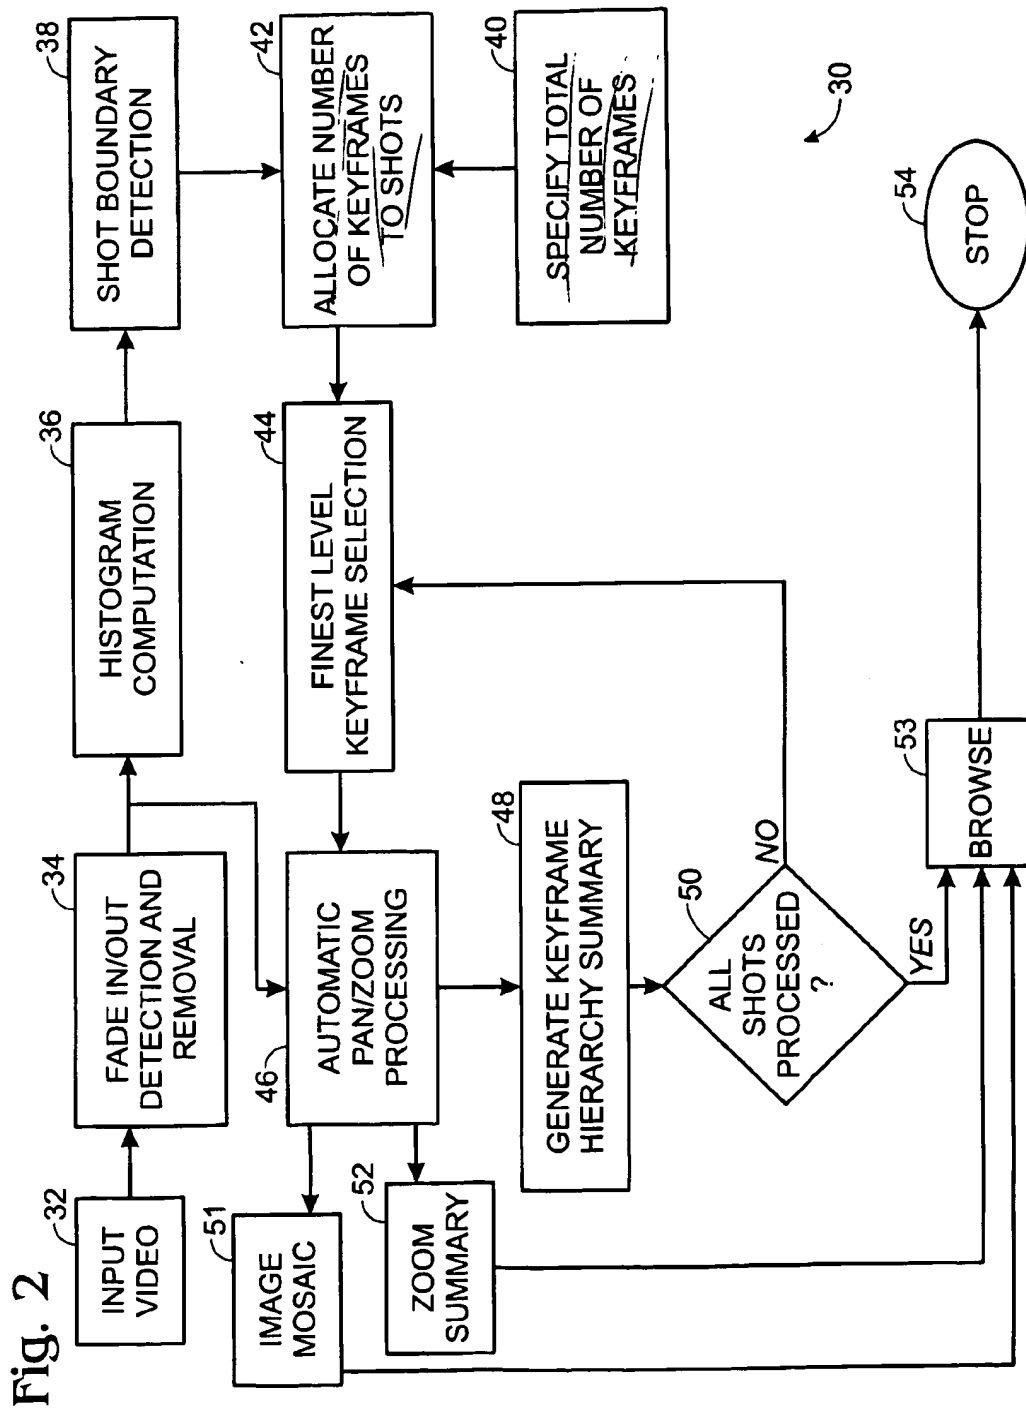 Fig. 2
32
INPUT
VIDEO
34
FADE IN/OUT
DETECTION AND
REMOVAL
36
HISTOGRAM
COMPUTATION
38
SHOT BOUNDARY
DETECTION
51
IMAGE
MOSAIC
46
AUTOMATIC
PAN/ZOOM
PROCESSING
44
FINEST LEVEL
KEYFRAME SELECTION
42
ALLOCATE NUMBER
OF KEYFRAMES
TO SHOTS
52
ZOOM
SUMMARY
48
GENERATE KEYFRAME
HIERARCHY SUMMARY
40
SPECIFY TOTAL
NUMBER OF
KEYFRAMES
50
ALL
SHOTS
PROCESSED
?
NO
YES
30
53
BROWSE
54
STOP